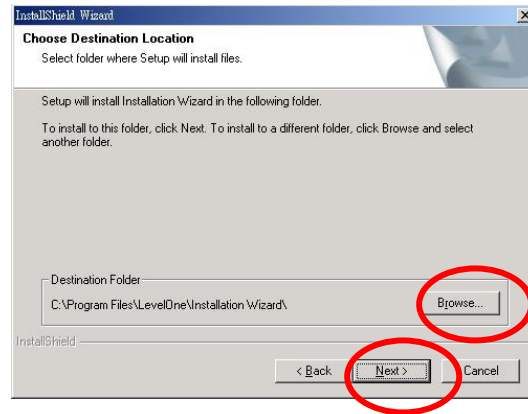 InstallShield Wizard
Choose Destination Location
Select folder where Setup will install files.
Setup will install Installation Wizard in the following folder.
To install to this folder, click Next. To install to a different folder, click Browse and select
another folder.
Destination Folder
C:\Program Files\LevelOne\Installation Wizard\
Browse...
InstallShield
< Back
Next >
Cancel